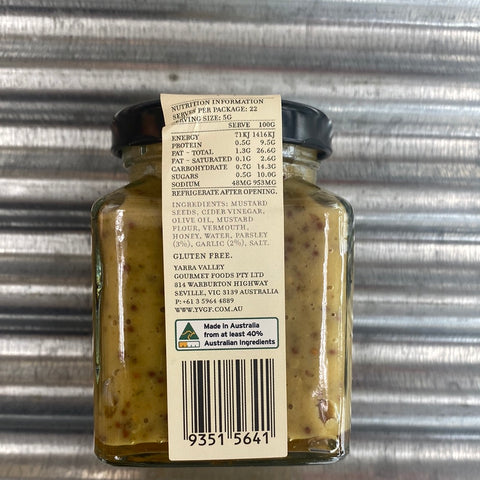 NUTRITION INFORMATION
SERVES PER PACKAGE: 22
SERVING SIZE: 5G
SERVE 100G
ENERGY 71KJ 1416KJ
PROTEIN 0.5G 9.5G
FAT – TOTAL 1.3G 26.6G
FAT – SATURATED 0.1G 2.6G
CARBOHYDRATE 0.7G 14.3G
SUGARS 0.5G 10.0G
SODIUM 48MG 953MG
REFRIGERATE AFTER OPENING.
INGREDIENTS: MUSTARD
SEEDS, CIDER VINEGAR,
OLIVE OIL, MUSTARD
FLOUR, VERMOUTH,
HONEY, WATER, PARSLEY
(3%), GARLIC (2%), SALT.
GLUTEN FREE.
YARRA VALLEY
GOURMET FOODS PTY LTD
814 WARBURTON HIGHWAY
SEVILLE, VIC 3139 AUSTRALIA
P: +61 3 5964 4889
WWW.YVGF.COM.AU
Made in Australia
from at least 40%
Australian Ingredients
9351 5641